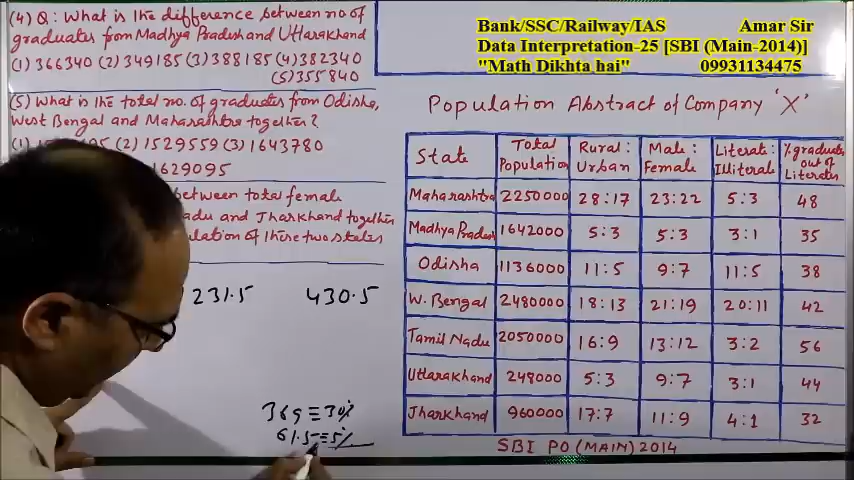 (4) Q: What is the difference between no of
graduates from Madhya Pradesh and Uttarakhand
(1) 366340 (2) 349185 (3) 388185 (4) 382340
(5) 355840
(5) What is the total no. of graduates from Odisha,
West Bengal and Maharashtra together?
(2) 1529559 (3) 1643780
1629095
between total female
and Jharkhand together
of these two states
231.5 430.5
369 ≡ 30%
61.5 ≡ 5%
Bank/SSC/Railway/IAS Amar Sir
Data Interpretation-25 [SBI (Main-2014)]
"Math Dikhta hai" 09931134475
Population Abstract of Company 'X'
State Total Population Rural: Urban Male: Female Literate: Illiterate % graduate out of Literates
Maharashtra 2250000 28:17 23:22 5:3 48
Madhya Pradesh 1642000 5:3 5:3 3:1 35
Odisha 1136000 11:5 9:7 11:5 38
W. Bengal 2480000 18:13 21:19 20:11 42
Tamil Nadu 2050000 16:9 13:12 3:2 56
Uttarakhand 248000 5:3 9:7 3:1 44
Jharkhand 960000 17:7 11:9 4:1 32
SBI PO (MAIN) 2014